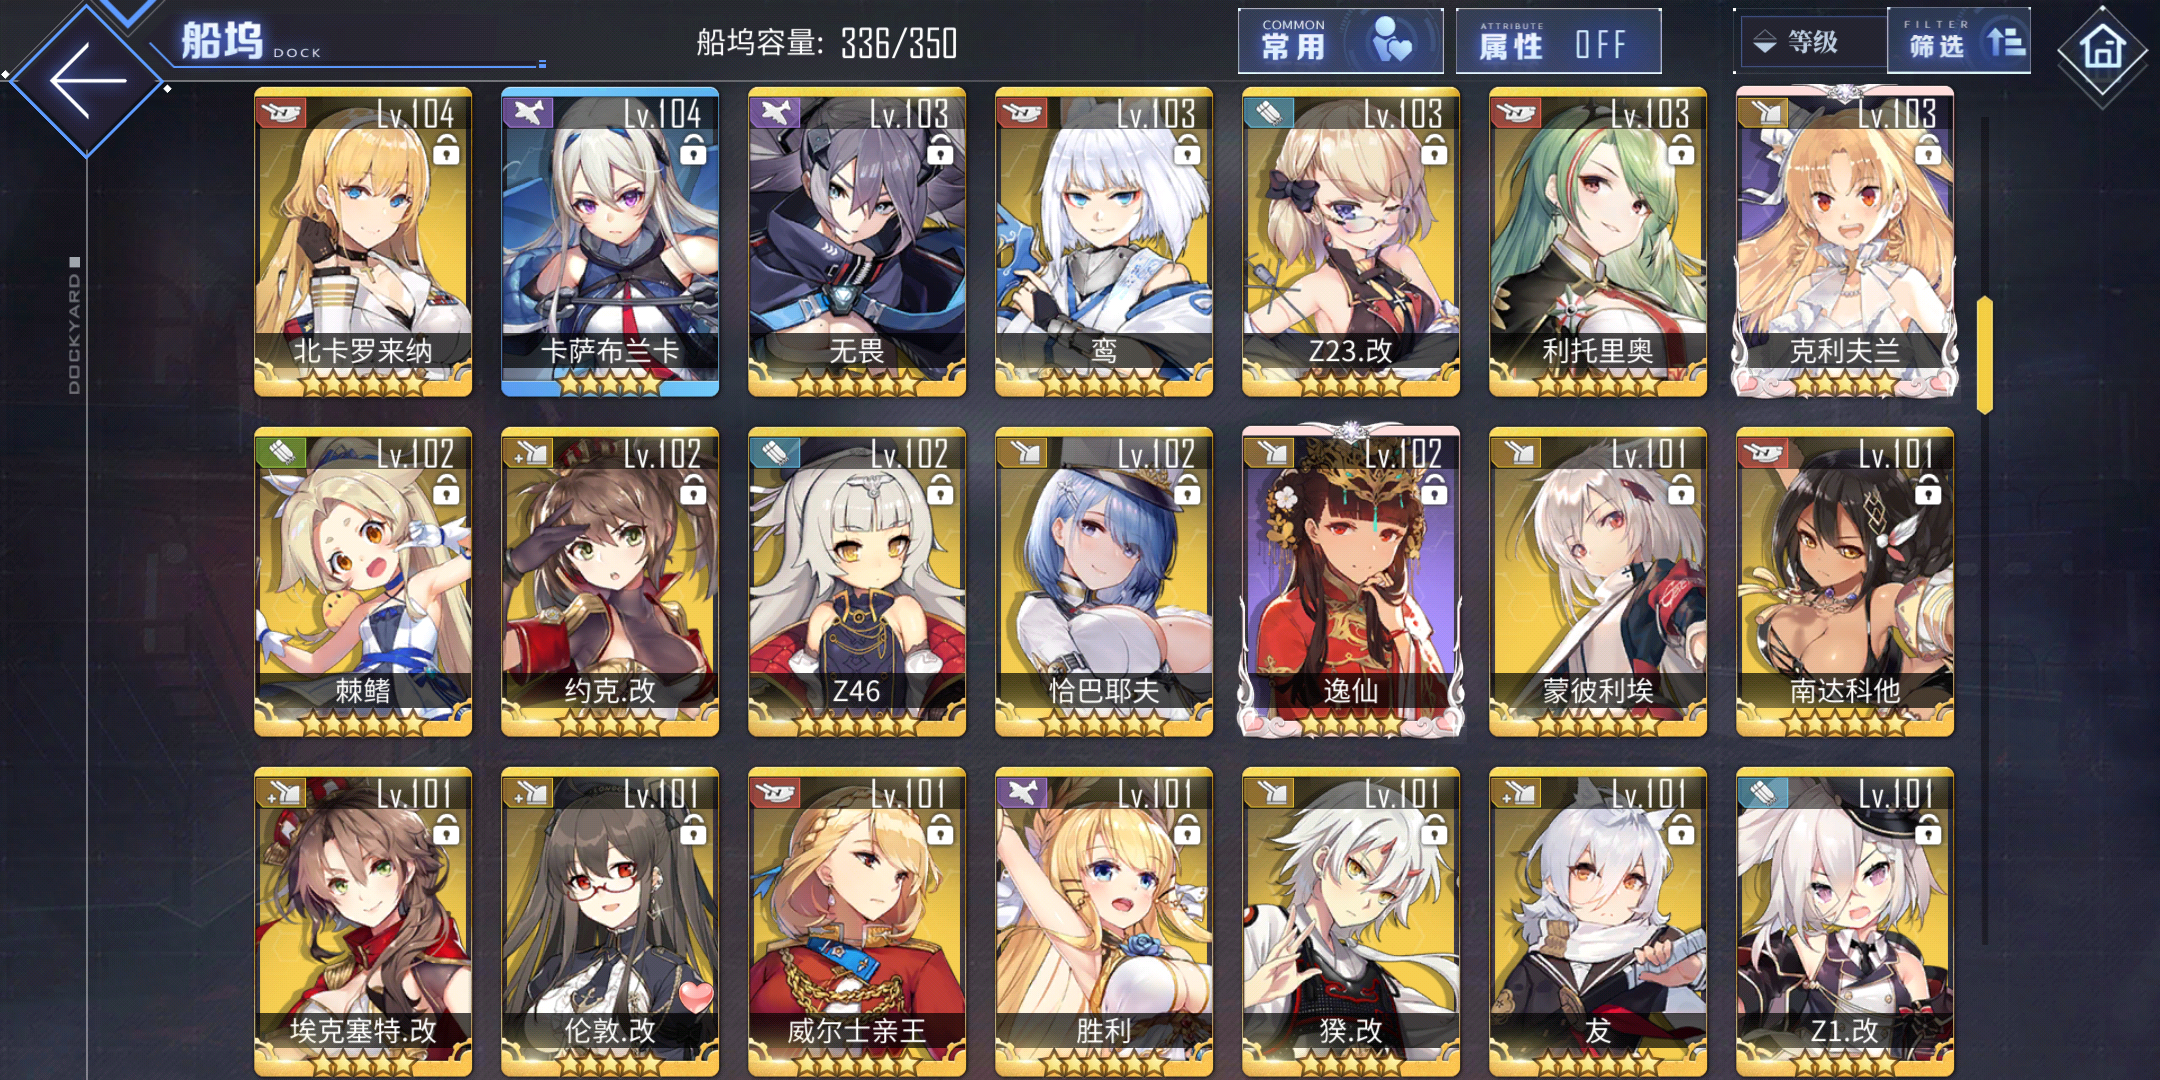 船坞 DOCK
船坞容量: 336/350
COMMON
常用
ATTRIBUTE
属性 OFF
等级
FILTER
筛选
DOCKYARD
Lv.104
北卡罗来纳
Lv.104
卡萨布兰卡
Lv.103
无畏
Lv.103
鸾
Lv.103
Z23.改
Lv.103
利托里奥
Lv.103
克利夫兰
Lv.102
棘鳍
Lv.102
约克.改
Lv.102
Z46
Lv.102
恰巴耶夫
Lv.102
逸仙
Lv.101
蒙彼利埃
Lv.101
南达科他
Lv.101
埃克塞特.改
Lv.101
伦敦.改
Lv.101
威尔士亲王
Lv.101
胜利
Lv.101
猤.改
Lv.101
犮
Lv.101
Z1.改